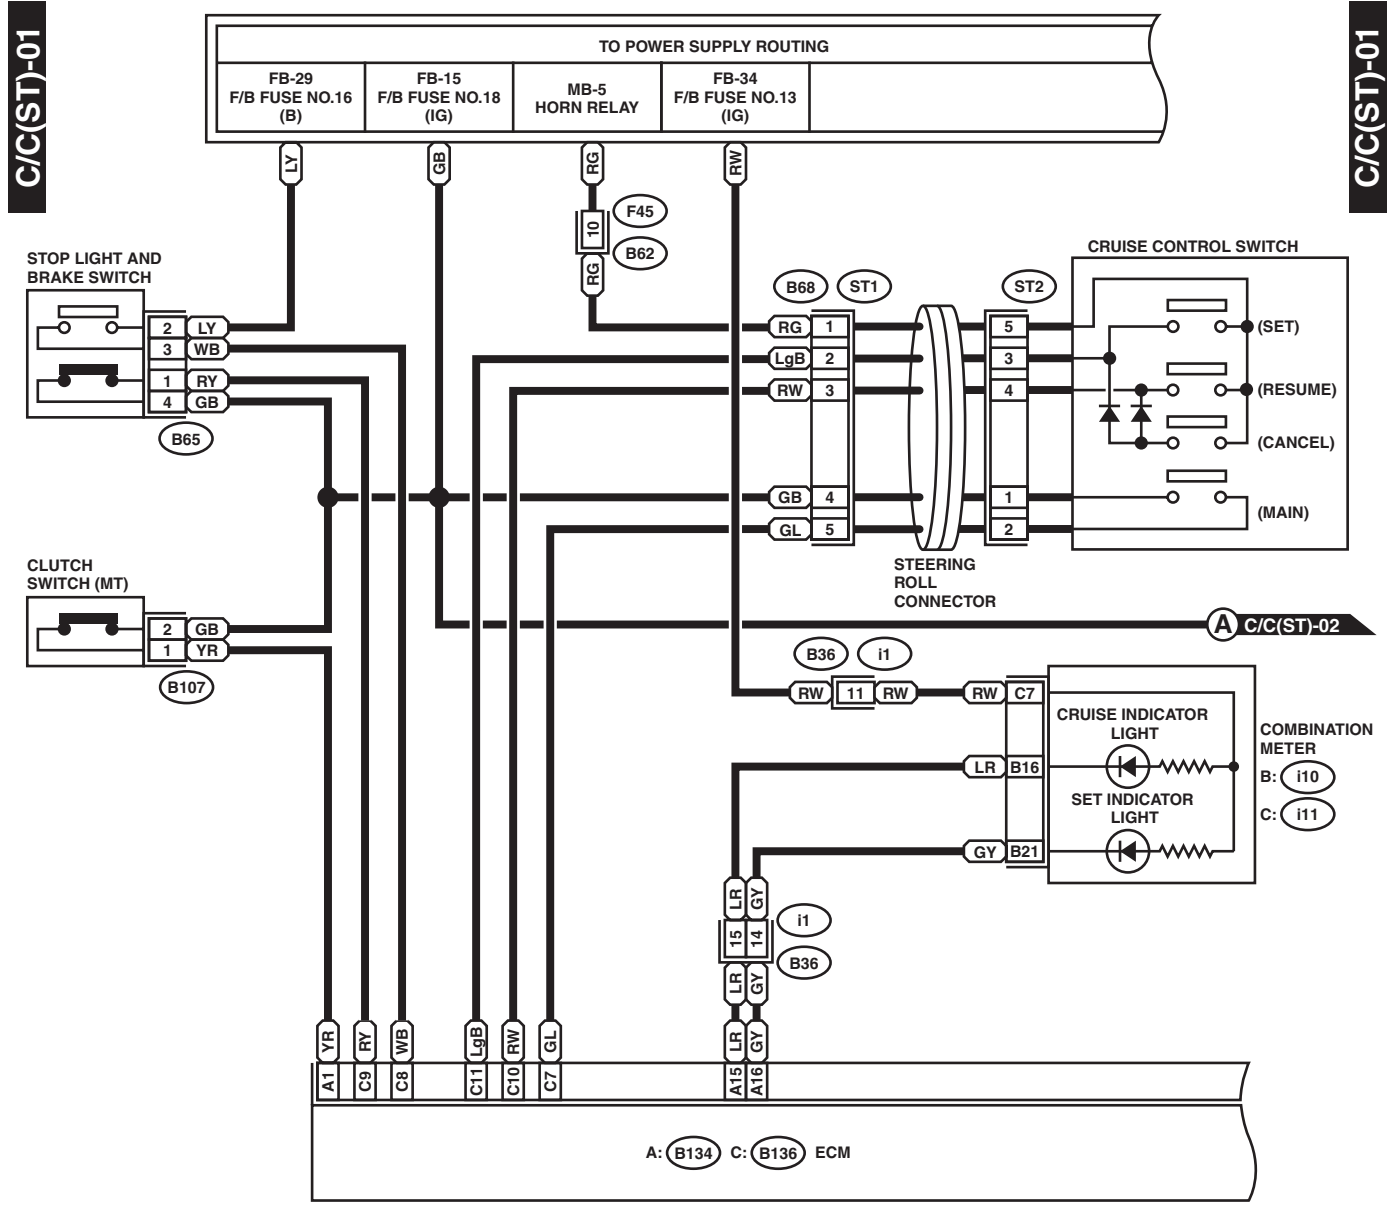 C/C(ST)-01
C/C(ST)-01
TO POWER SUPPLY ROUTING
FB-29
F/B FUSE NO.16
(B)
FB-15
F/B FUSE NO.18
(IG)
MB-5
HORN RELAY
FB-34
F/B FUSE NO.13
(IG)
LY
GB
RG
RW
10
F45
B62
RG
STOP LIGHT AND
BRAKE SWITCH
2 LY
3 WB
1 RY
4 GB
B65
CRUISE CONTROL SWITCH
B68 ST1 ST2
RG 1 5 (SET)
LgB 2 3
RW 3 4 (RESUME)
(CANCEL)
GB 4 1
(MAIN)
GL 5 2
STEERING
ROLL
CONNECTOR
CLUTCH
SWITCH (MT)
2 GB
1 YR
B107
A C/C(ST)-02
B36 i1
RW 11 RW RW C7
CRUISE INDICATOR
LIGHT
LR B16
SET INDICATOR
LIGHT
GY B21
COMBINATION
METER
B: i10
C: i11
LR GY
15 14
i1
B36
LR GY
YR RY WB LgB RW GL LR GY
A1 C9 C8 C11 C10 C7 A15 A16
A: B134 C: B136 ECM